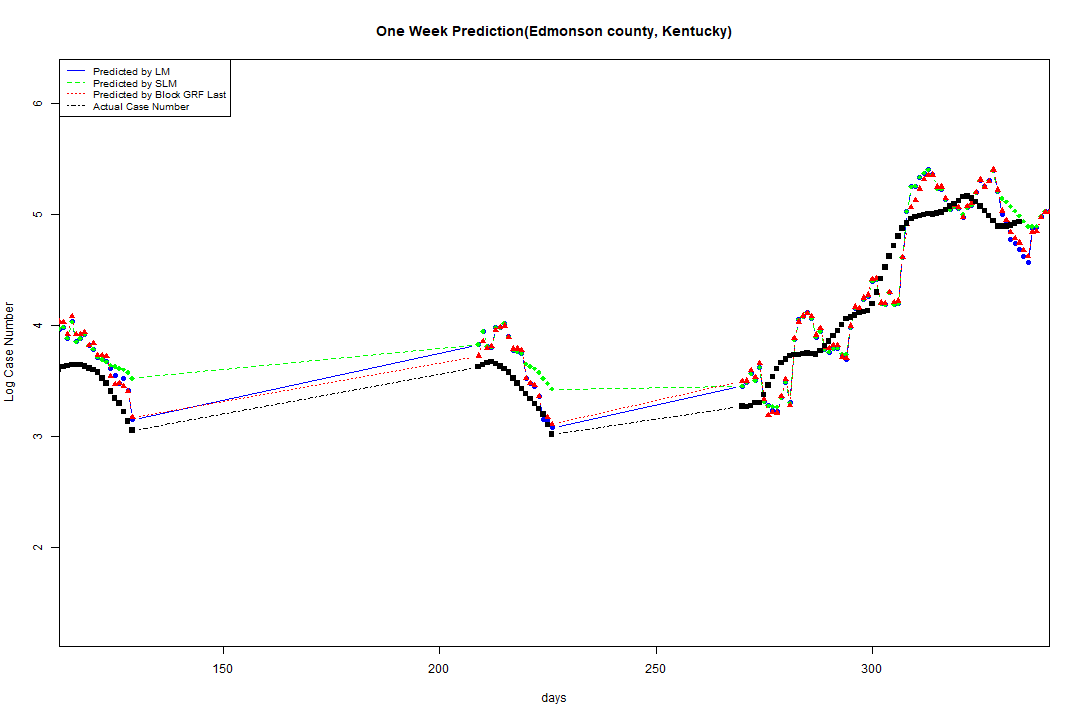 One Week Prediction(Edmonson county, Kentucky)
Predicted by LM
Predicted by SLM
Predicted by Block GRF Last
Actual Case Number
6
5
4
3
2
Log Case Number
150 200 250 300
days